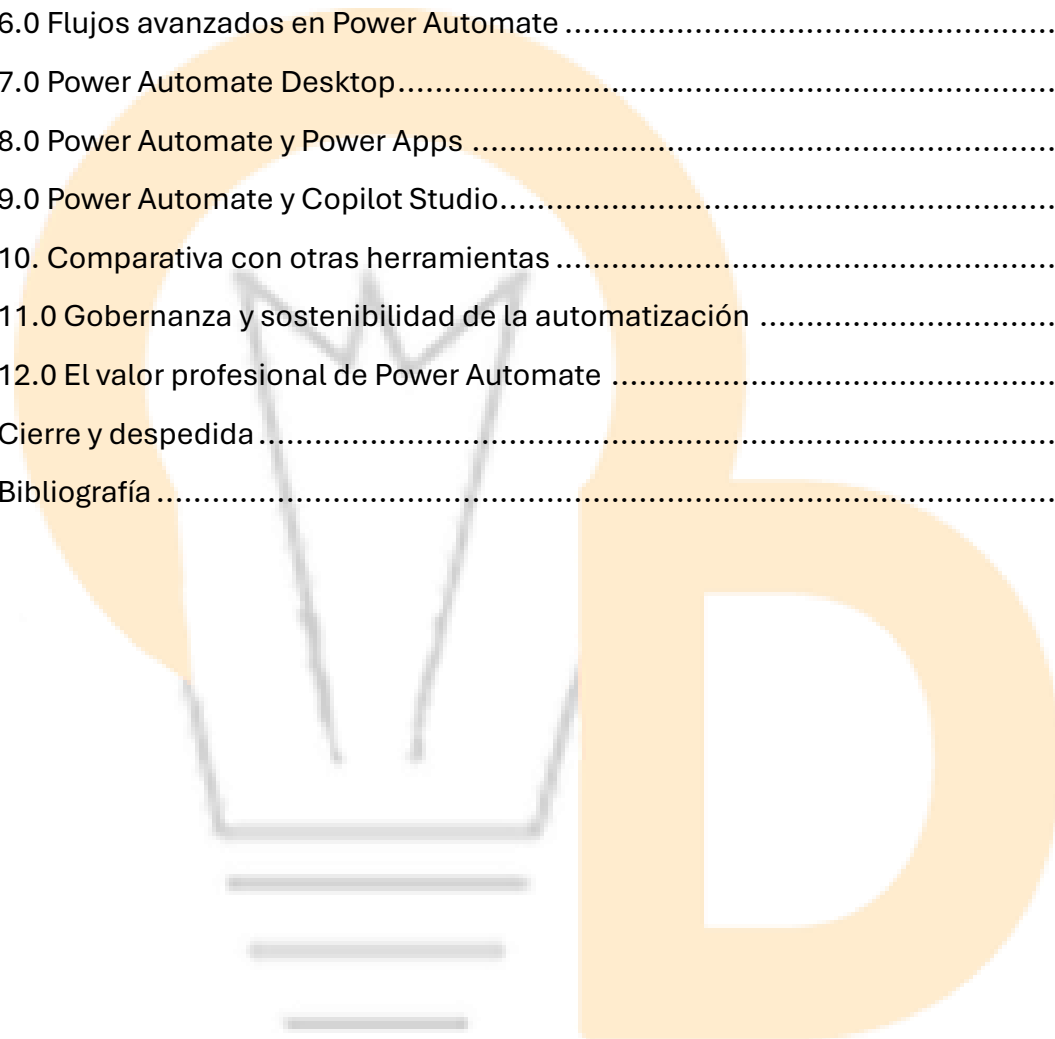 6.0 Flujos avanzados en Power Automate ........................................................
7.0 Power Automate Desktop........................................................................
8.0 Power Automate y Power Apps ................................................................
9.0 Power Automate y Copilot Studio.............................................................
10. Comparativa con otras herramientas .......................................................
11.0 Gobernanza y sostenibilidad de la automatización ................................
12.0 El valor profesional de Power Automate .................................................
Cierre y despedida........................................................................................
Bibliografía...................................................................................................